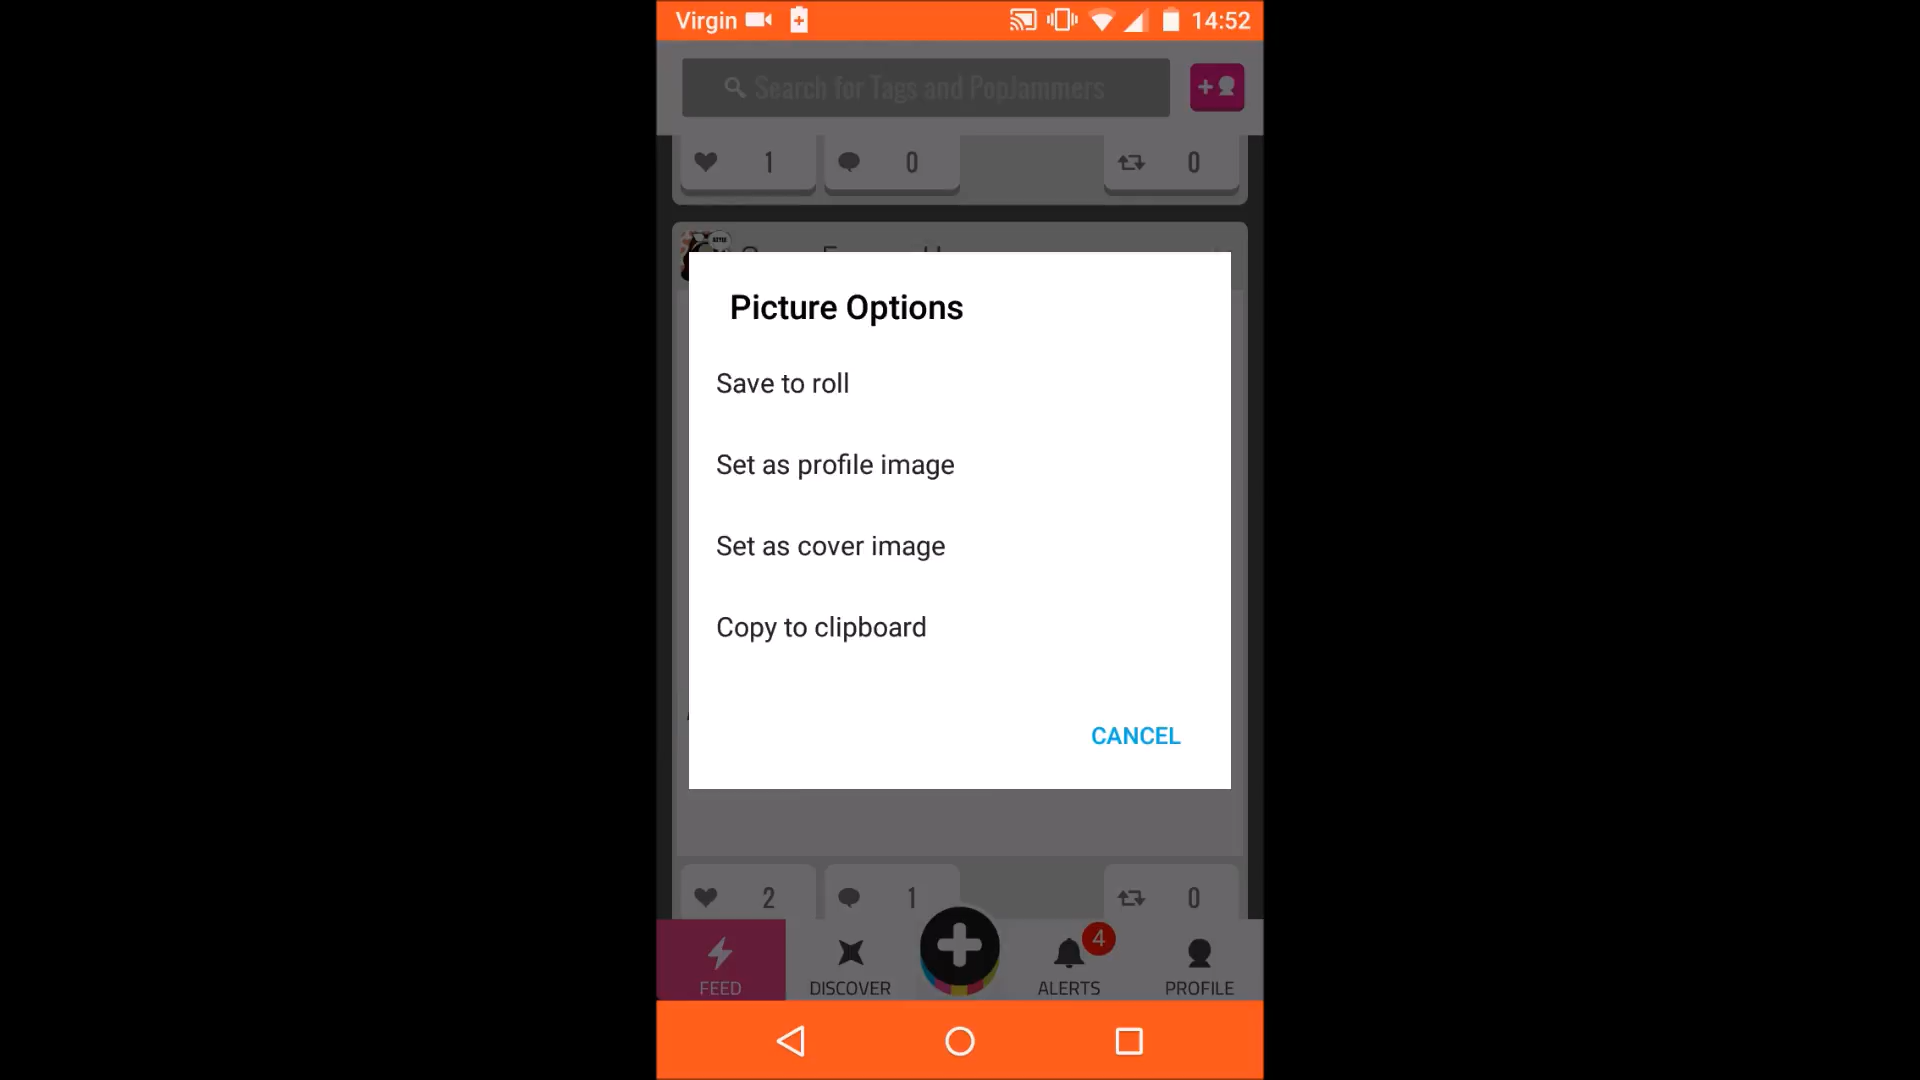 Virgin 14:52
Search for Tags and PopJammers
1 0 0
Picture Options
Save to roll
Set as profile image
Set as cover image
Copy to clipboard
CANCEL
2 1 0
4
FEED DISCOVER ALERTS PROFILE